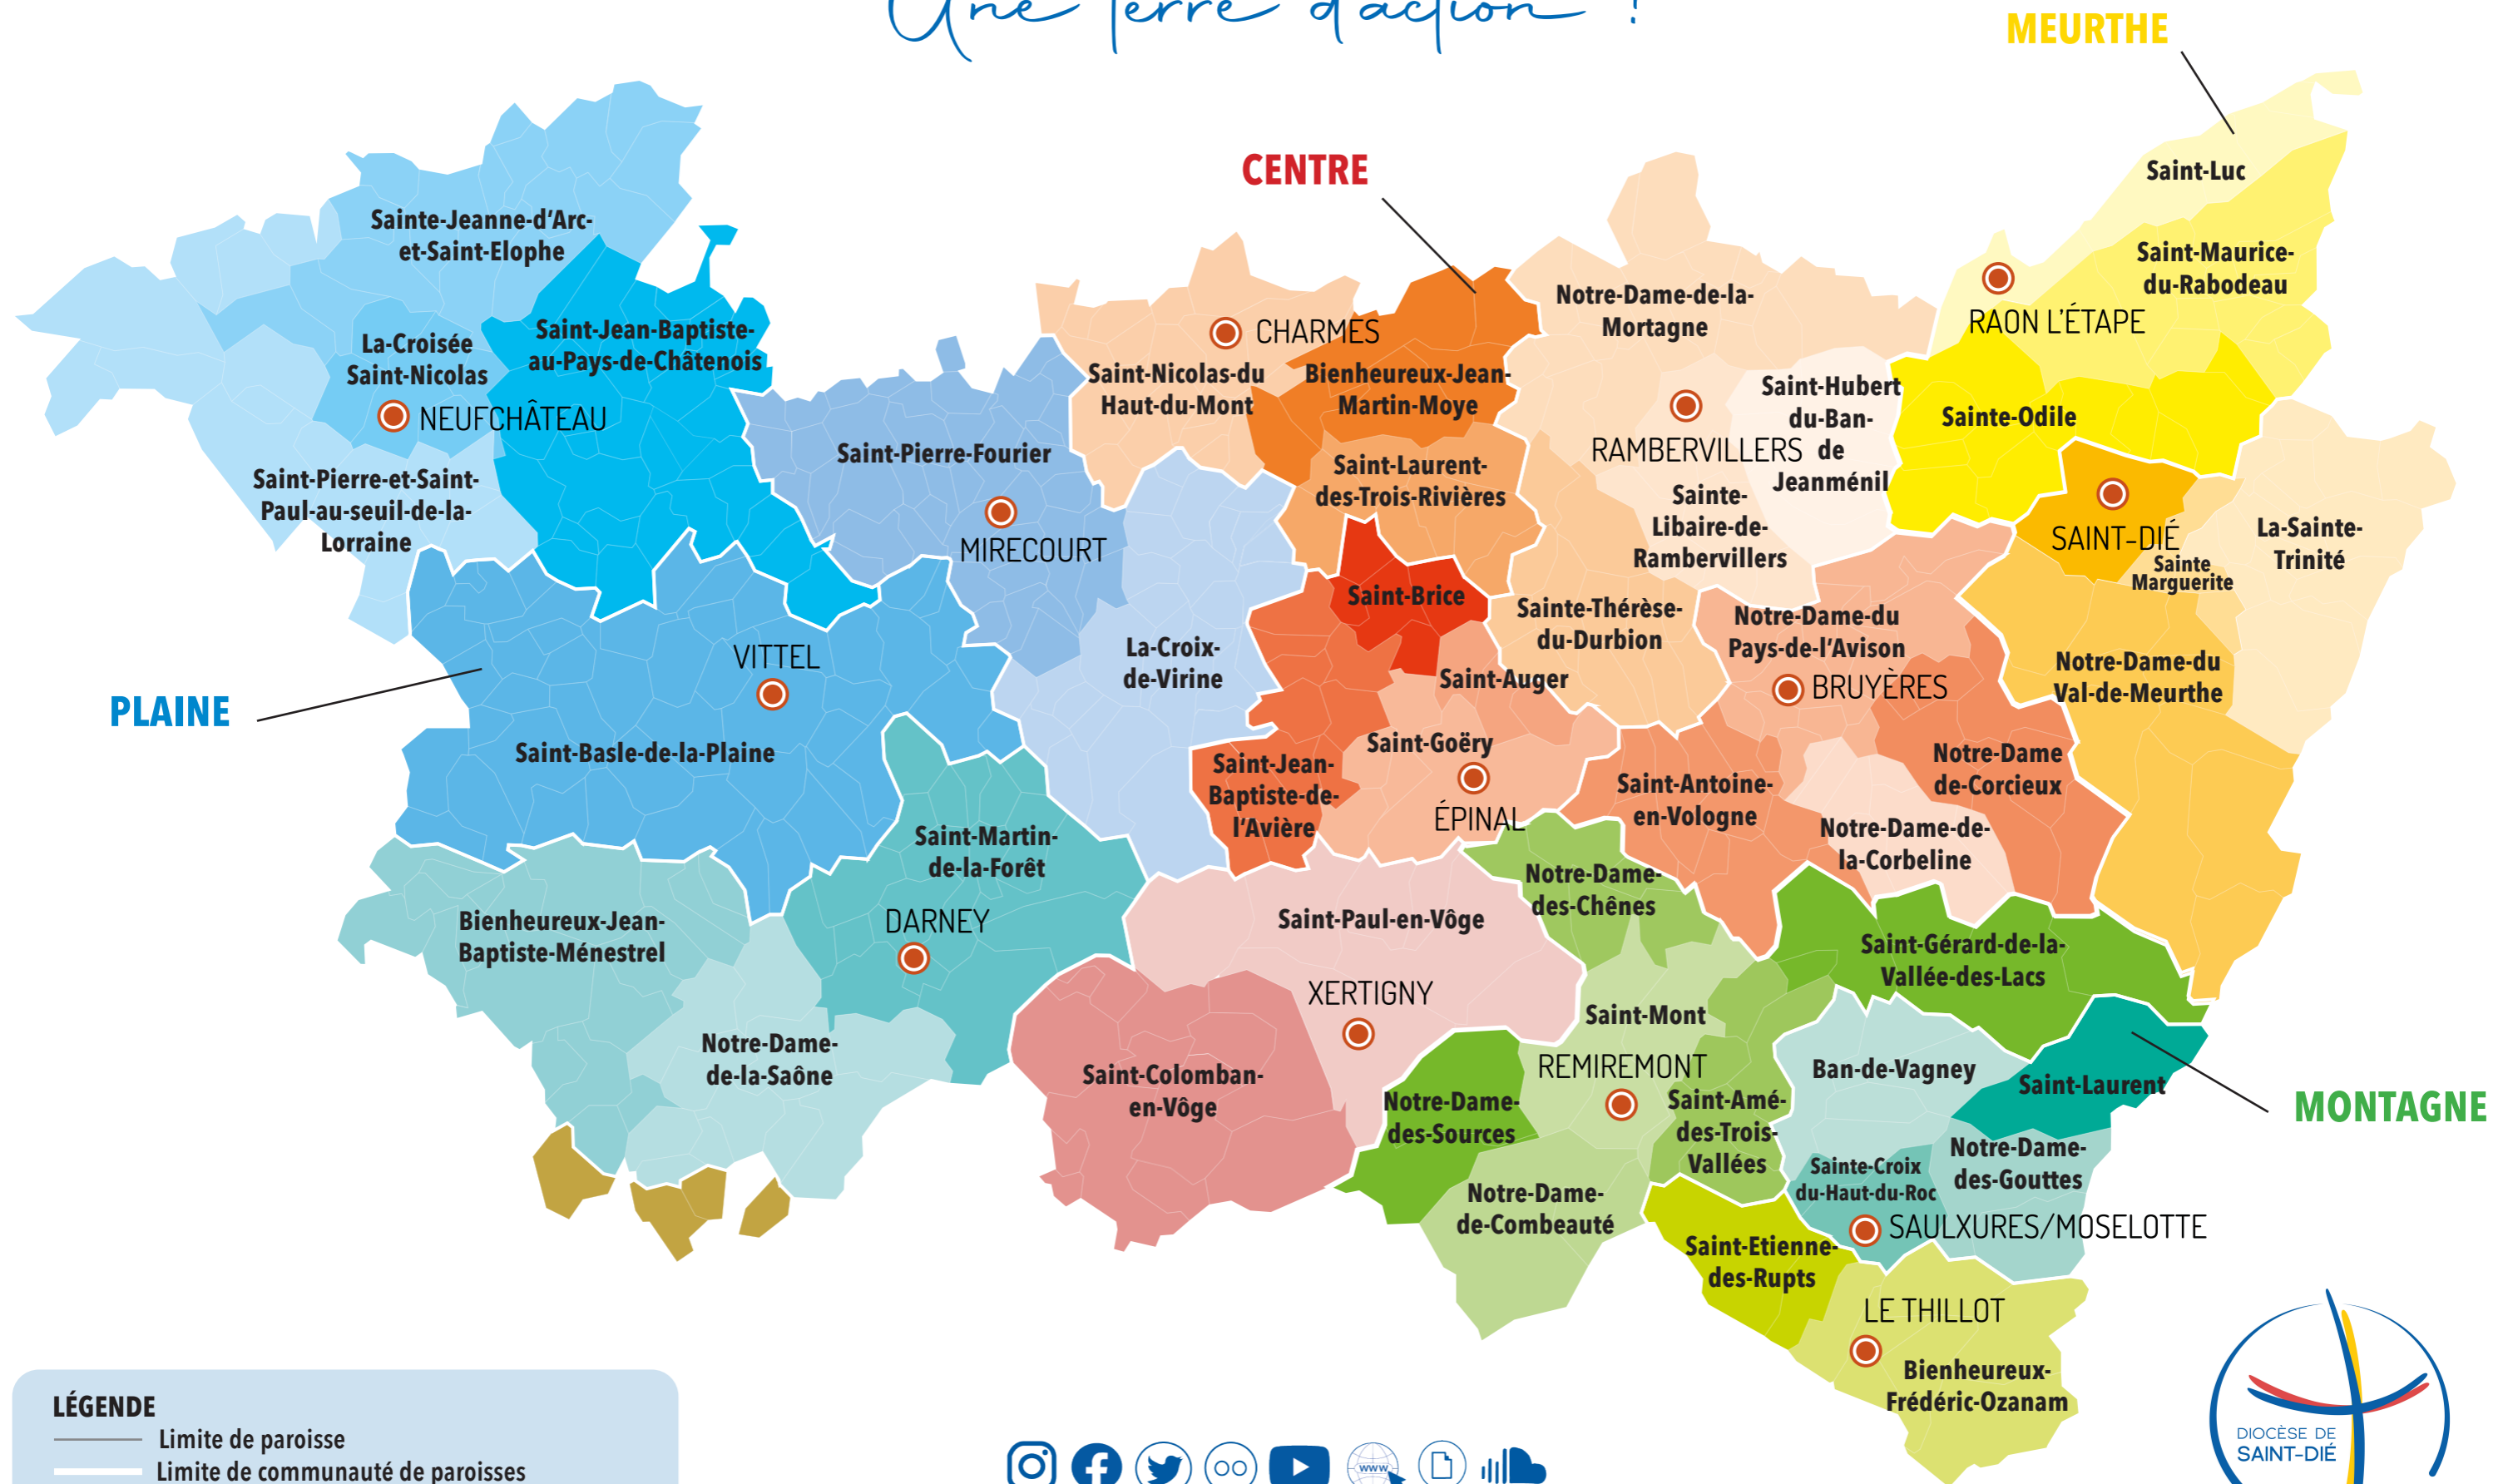 Une terre d'action !
MEURTHE
CENTRE
PLAINE
MONTAGNE
Sainte-Jeanne-d'Arc-
et-Saint-Elophe
La-Croisée
Saint-Nicolas
NEUFCHÂTEAU
Saint-Jean-Baptiste-
au-Pays-de-Châtenois
Saint-Pierre-et-Saint-
Paul-au-seuil-de-la-
Lorraine
Saint-Pierre-Fourier
MIRECOURT
La-Croix-
de-Virine
VITTEL
Saint-Basle-de-la-Plaine
Saint-Martin-
de-la-Forêt
DARNEY
Bienheureux-Jean-
Baptiste-Ménestrel
Notre-Dame-
de-la-Saône
CHARMES
Saint-Nicolas-du
Haut-du-Mont
Bienheureux-Jean-
Martin-Moye
Saint-Laurent-
des-Trois-Rivières
Notre-Dame-de-la-
Mortagne
RAMBERVILLERS
Saint-Hubert
du-Ban-
de
Jeanménil
Sainte-
Libaire-de-
Rambervillers
Sainte-Thérèse-
du-Durbion
Saint-Brice
Saint-Auger
Saint-Goëry
ÉPINAL
Saint-Jean-
Baptiste-de-
l'Avière
Notre-Dame-du
Pays-de-l'Avison
BRUYÈRES
Saint-Antoine-
en-Vologne
Notre-Dame
de-Corcieux
Notre-Dame-de-
la-Corbeline
Saint-Paul-en-Vôge
XERTIGNY
Saint-Colomban-
en-Vôge
Saint-Luc
RAON L'ÉTAPE
Saint-Maurice-
du-Rabodeau
Sainte-Odile
SAINT-DIÉ
Sainte
Marguerite
La-Sainte-
Trinité
Notre-Dame-du
Val-de-Meurthe
Notre-Dame-
des-Chênes
Saint-Mont
REMIREMONT
Saint-Amé-
des-Trois-
Vallées
Notre-Dame-
des-Sources
Notre-Dame-
de-Combeauté
Saint-Gérard-de-la-
Vallée-des-Lacs
Ban-de-Vagney
Saint-Laurent
Notre-Dame-
des-Gouttes
Sainte-Croix
du-Haut-du-Roc
SAULXURES/MOSELOTTE
Saint-Etienne-
des-Rupts
LE THILLOT
Bienheureux-
Frédéric-Ozanam
LÉGENDE
Limite de paroisse
Limite de communauté de paroisses
www
DIOCÈSE DE
SAINT-DIÉ